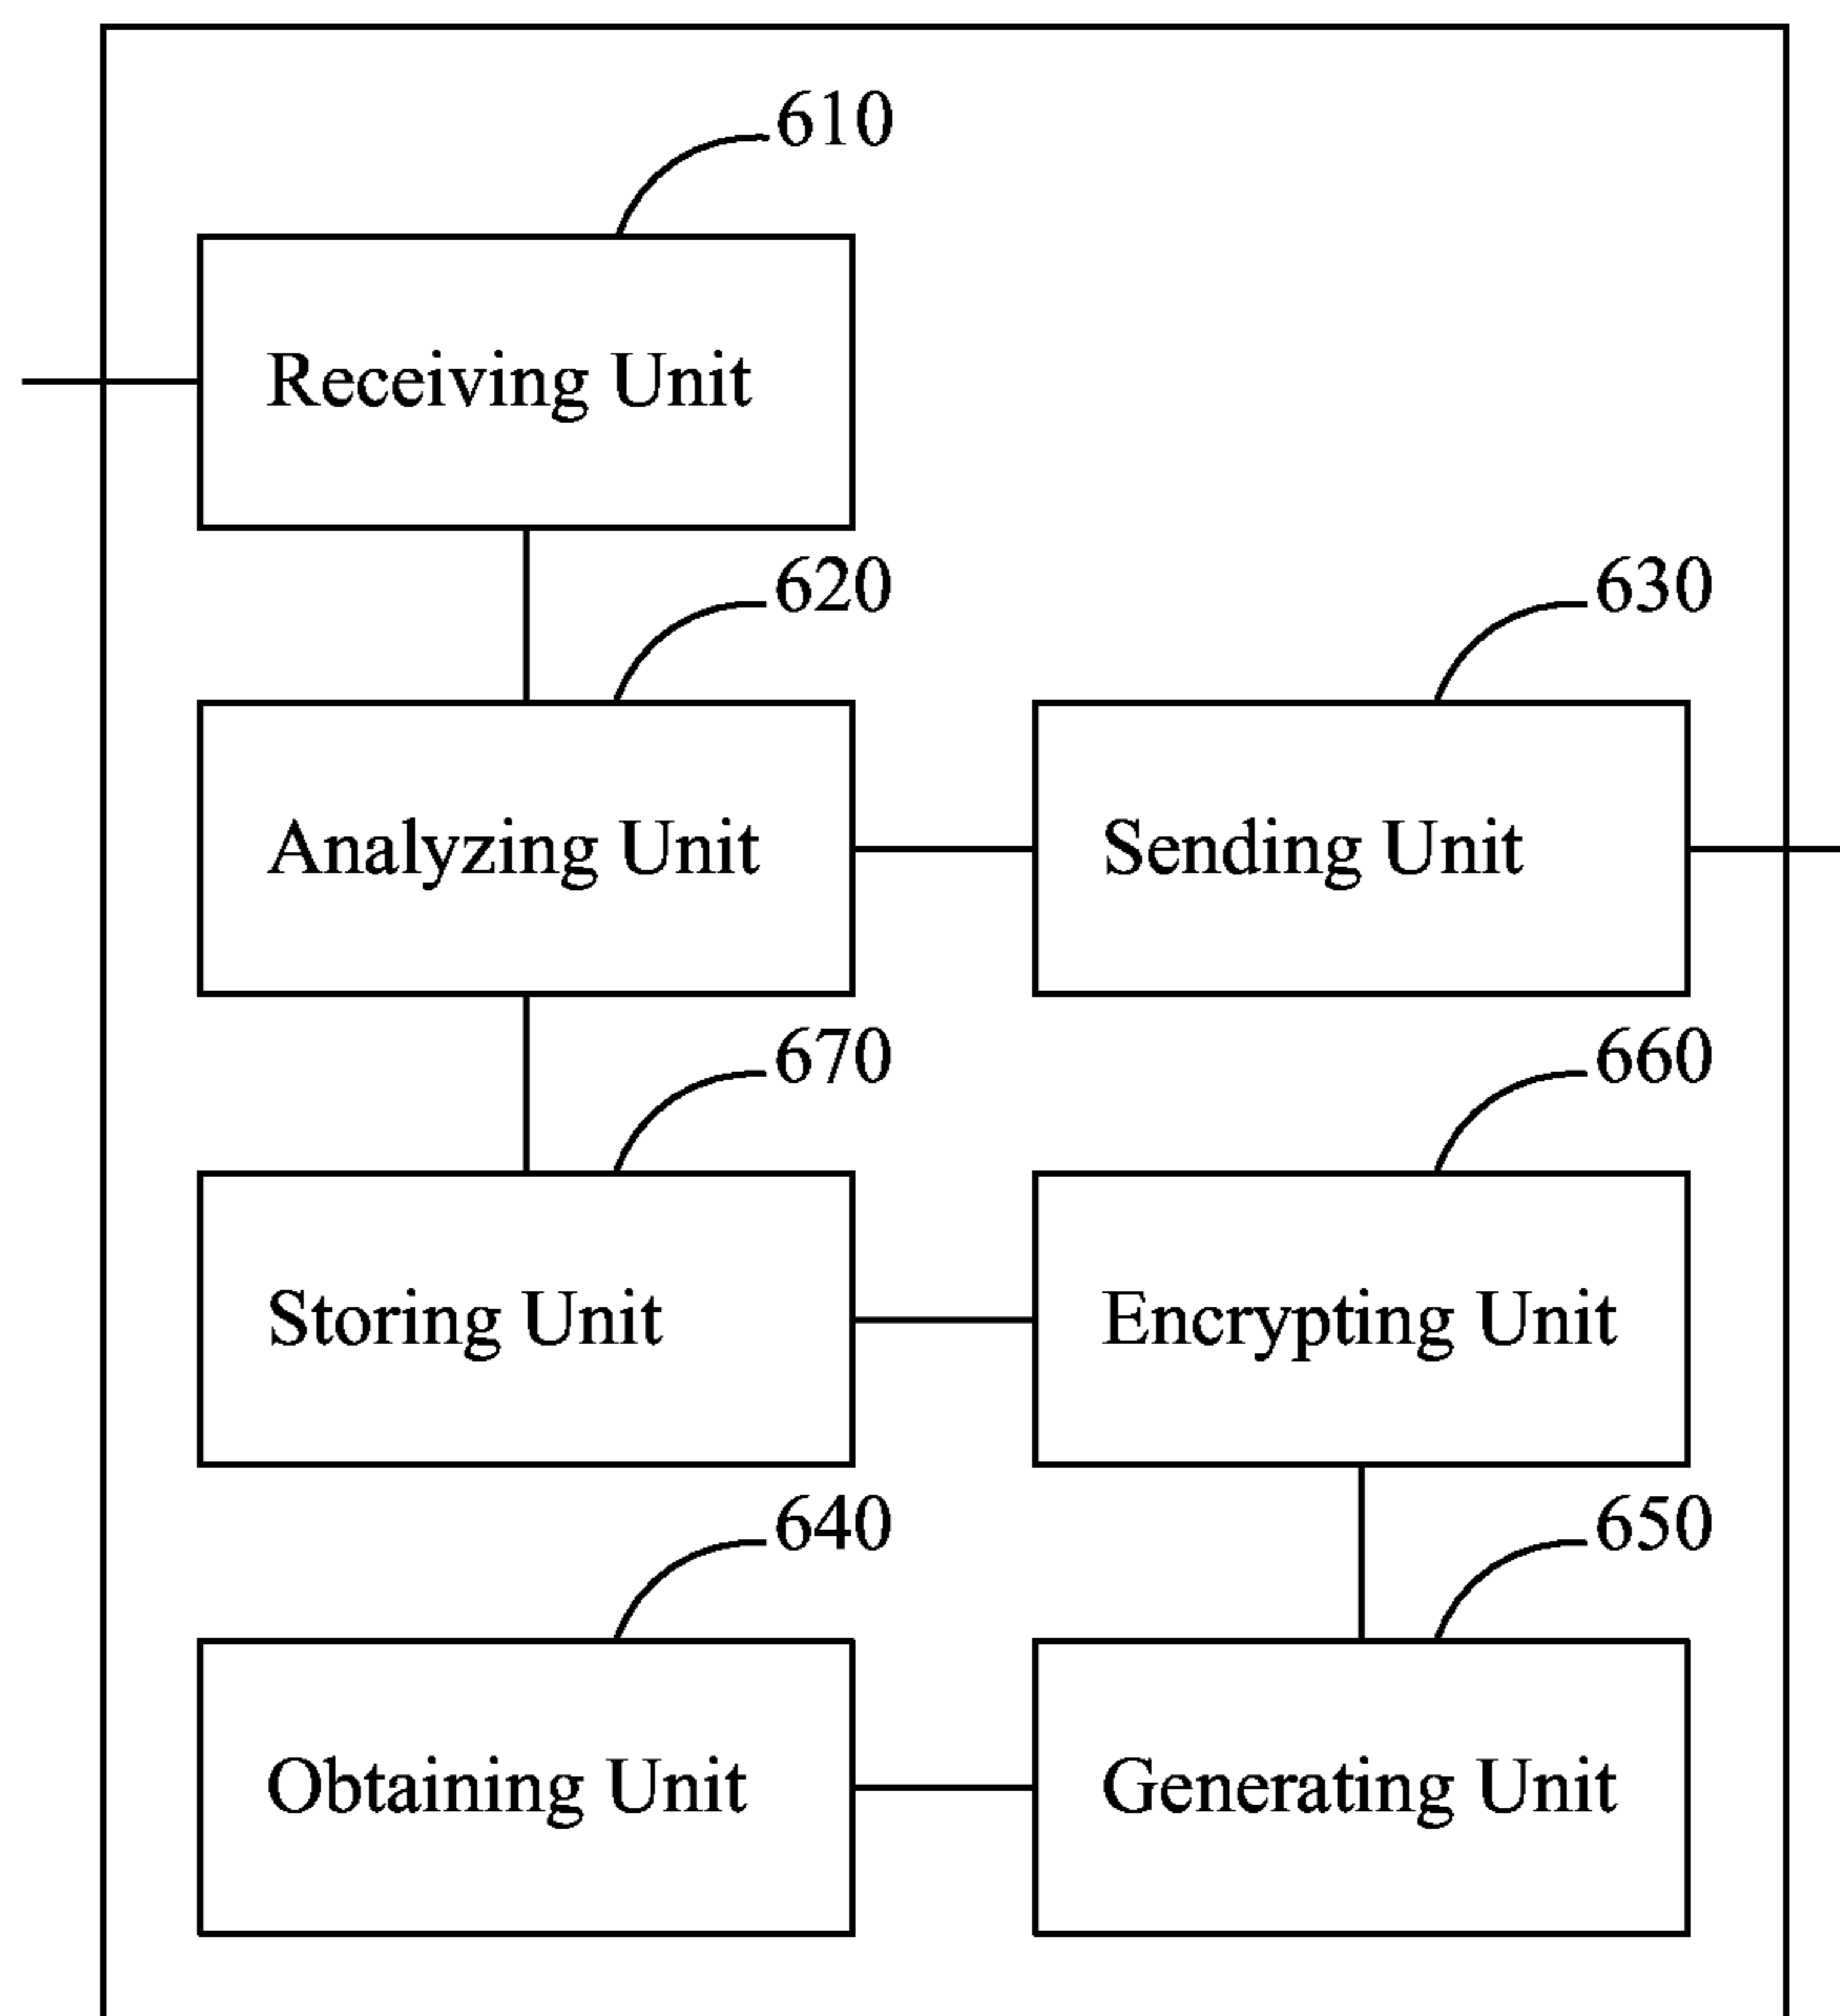 610
Receiving Unit
620
630
Analyzing Unit
Sending Unit
670
660
Storing Unit
Encrypting Unit
640
650
Obtaining Unit
Generating Unit